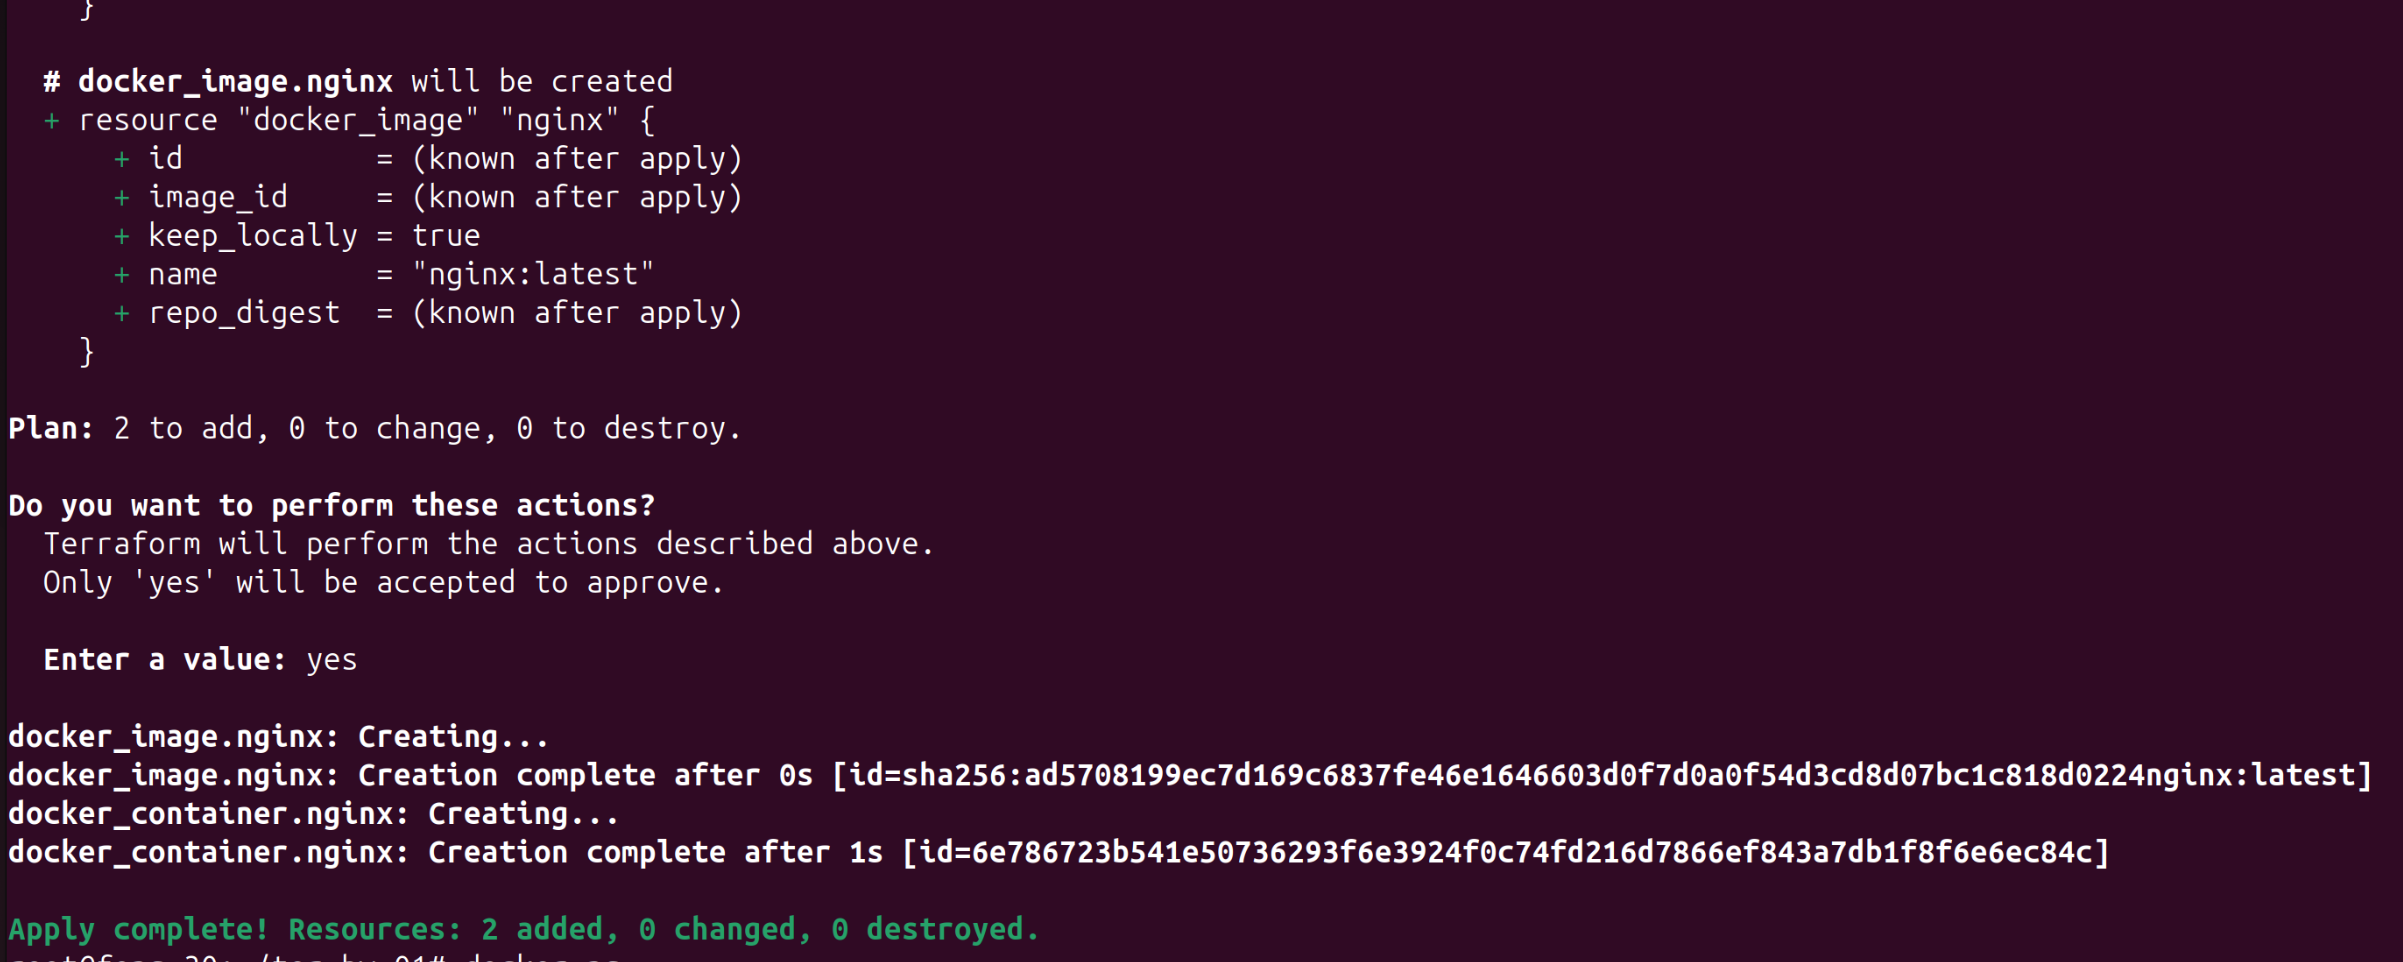 }
# docker_image.nginx will be created
+ resource "docker_image" "nginx" {
+ id = (known after apply)
+ image_id = (known after apply)
+ keep_locally = true
+ name = "nginx:latest"
+ repo_digest = (known after apply)
}
Plan: 2 to add, 0 to change, 0 to destroy.
Do you want to perform these actions?
Terraform will perform the actions described above.
Only 'yes' will be accepted to approve.
Enter a value: yes
docker_image.nginx: Creating...
docker_image.nginx: Creation complete after 0s [id=sha256:ad5708199ec7d169c6837fe46e1646603d0f7d0a0f54d3cd8d07bc1c818d0224nginx:latest]
docker_container.nginx: Creating...
docker_container.nginx: Creation complete after 1s [id=6e786723b541e50736293f6e3924f0c74fd216d7866ef843a7db1f8f6e6ec84c]
Apply complete! Resources: 2 added, 0 changed, 0 destroyed.